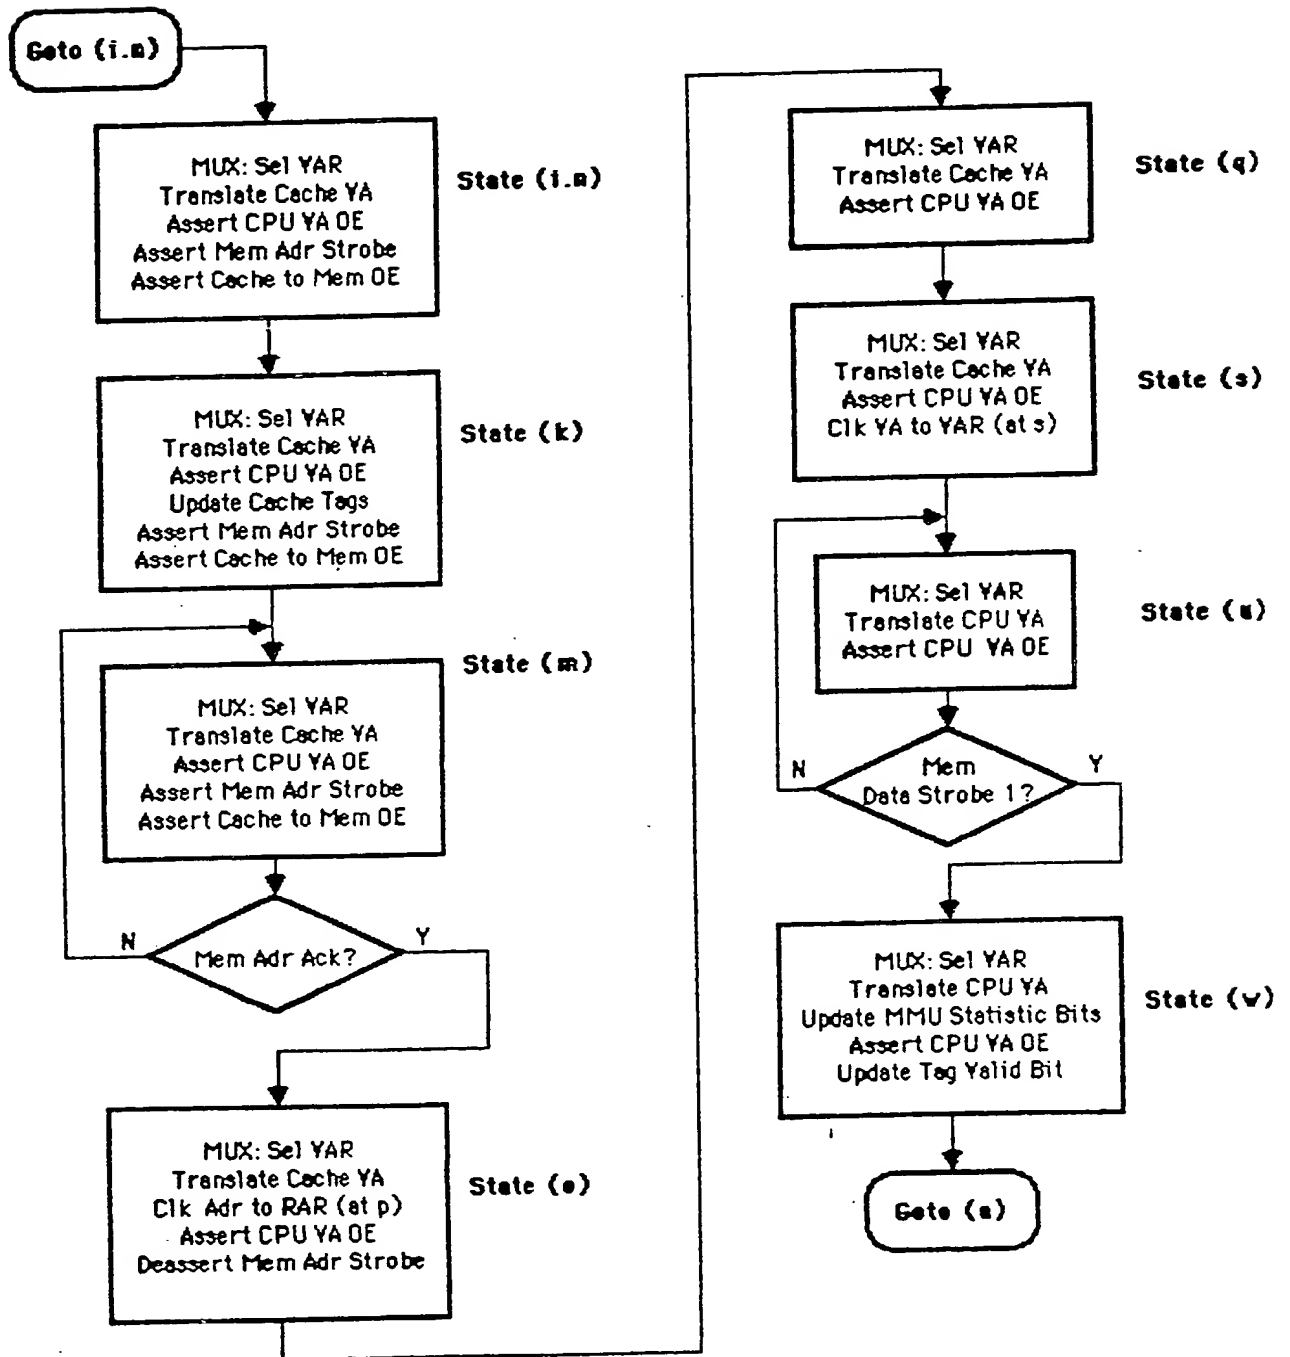 Goto (i.n)
MUX: Sel VAR
Translate Cache VA
Assert CPU VA OE
Assert Mem Adr Strobe
Assert Cache to Mem OE
State (i.n)
MUX: Sel VAR
Translate Cache VA
Assert CPU VA OE
Update Cache Tags
Assert Mem Adr Strobe
Assert Cache to Mem OE
State (k)
MUX: Sel VAR
Translate Cache VA
Assert CPU VA OE
Assert Mem Adr Strobe
Assert Cache to Mem OE
State (m)
N
Mem Adr Ack?
Y
MUX: Sel VAR
Translate Cache VA
Clk Adr to RAR (at p)
Assert CPU VA OE
Deassert Mem Adr Strobe
State (o)
MUX: Sel VAR
Translate Cache VA
Assert CPU VA OE
State (q)
MUX: Sel VAR
Translate Cache VA
Assert CPU VA OE
Clk VA to VAR (at s)
State (s)
MUX: Sel VAR
Translate CPU VA
Assert CPU VA OE
State (u)
N
Mem
Data Strobe 1?
Y
MUX: Sel VAR
Translate CPU VA
Update MMU Statistic Bits
Assert CPU VA OE
Update Tag Valid Bit
State (w)
Goto (a)